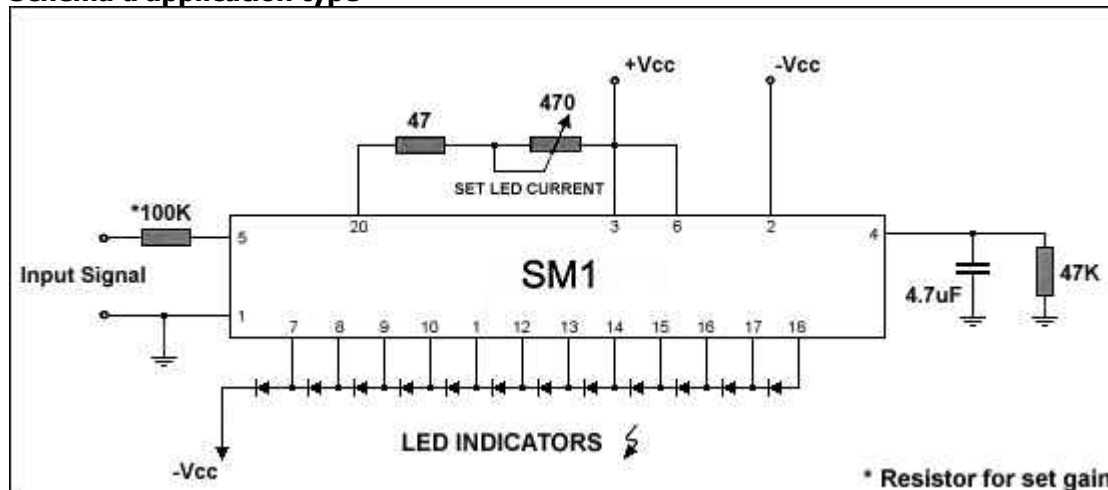 Schéma d'application type
+Vcc
-Vcc
47
470
SET LED CURRENT
*100K
20
3
6
2
5
4
Input Signal
SM1
4.7uF
47K
1
7 8 9 10 1 12 13 14 15 16 17 18
LED INDICATORS
-Vcc
* Resistor for set gain